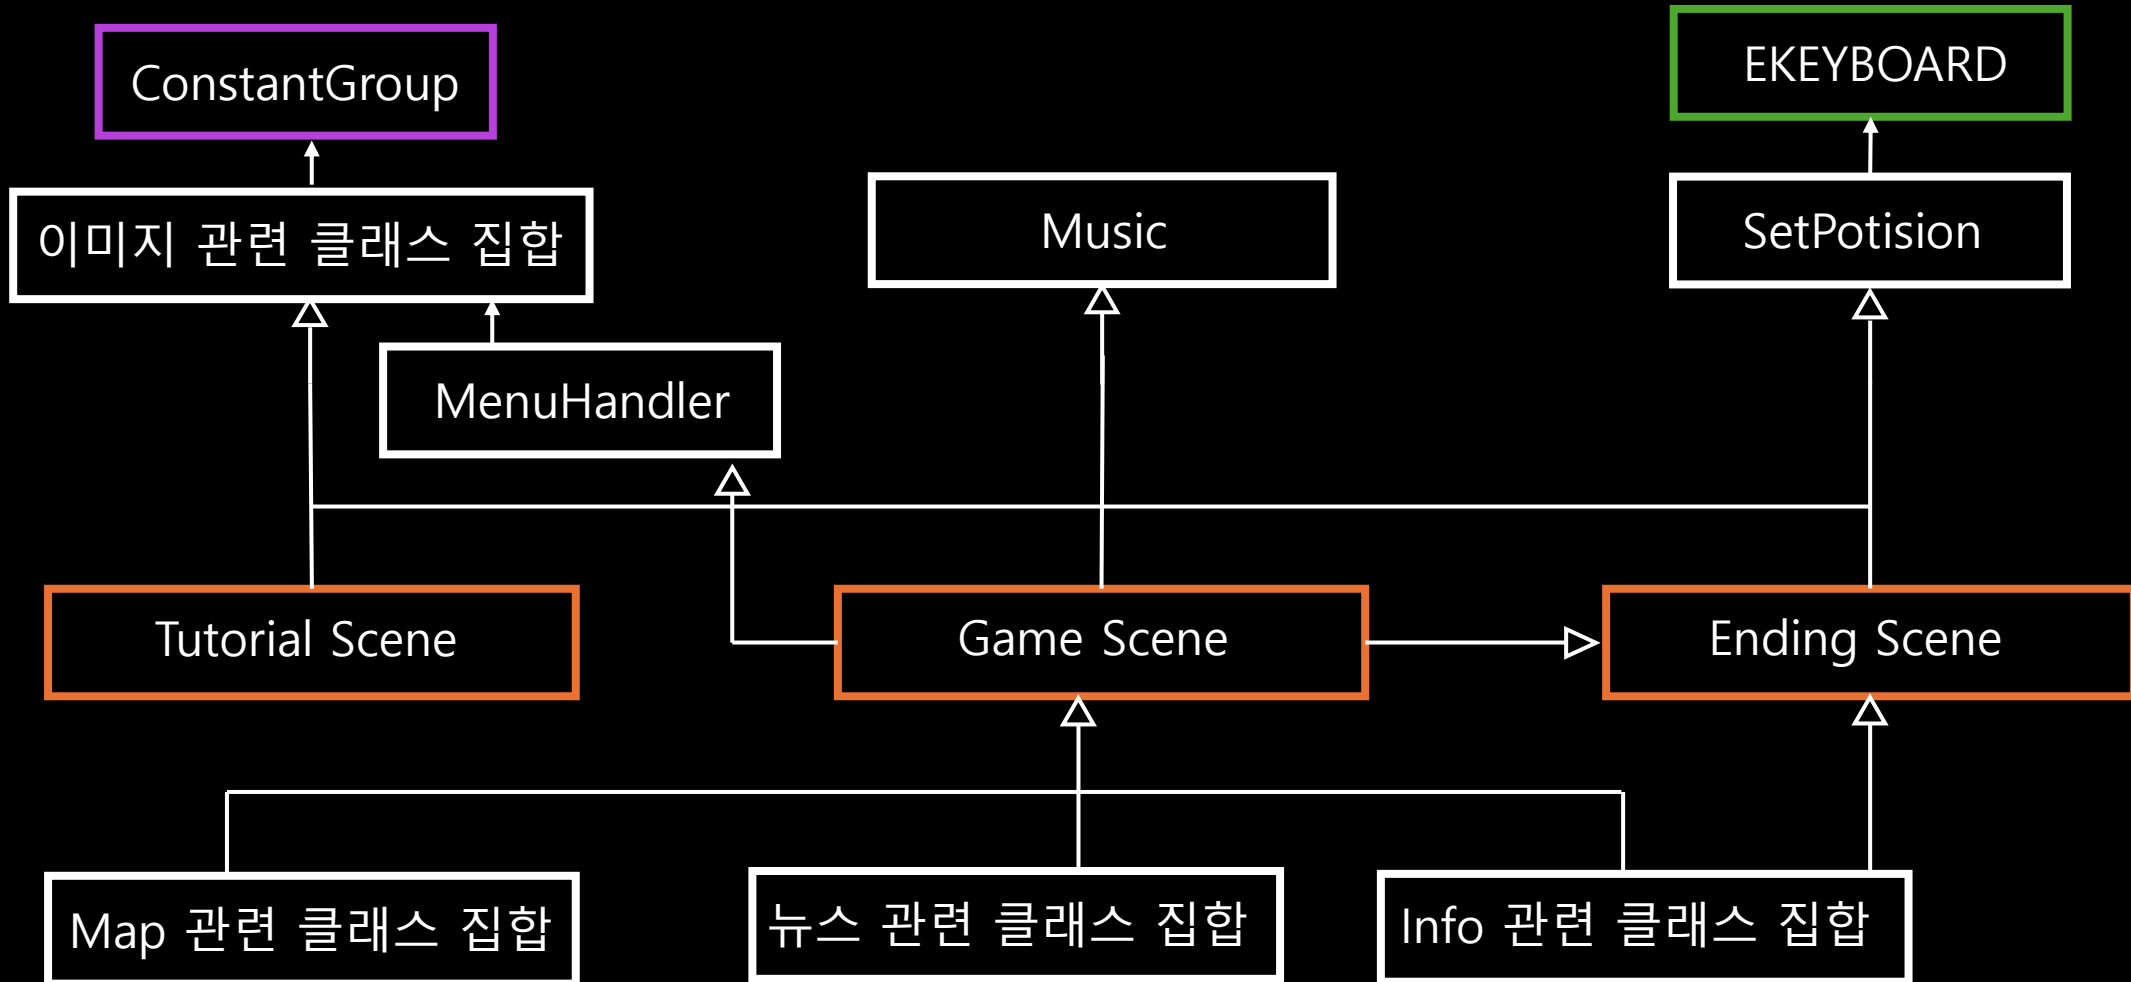 ConstantGroup
EKEYBOARD
이미지 관련 클래스 집합
Music
SetPotision
MenuHandler
Tutorial Scene
Game Scene
Ending Scene
Map 관련 클래스 집합
뉴스 관련 클래스 집합
Info 관련 클래스 집합